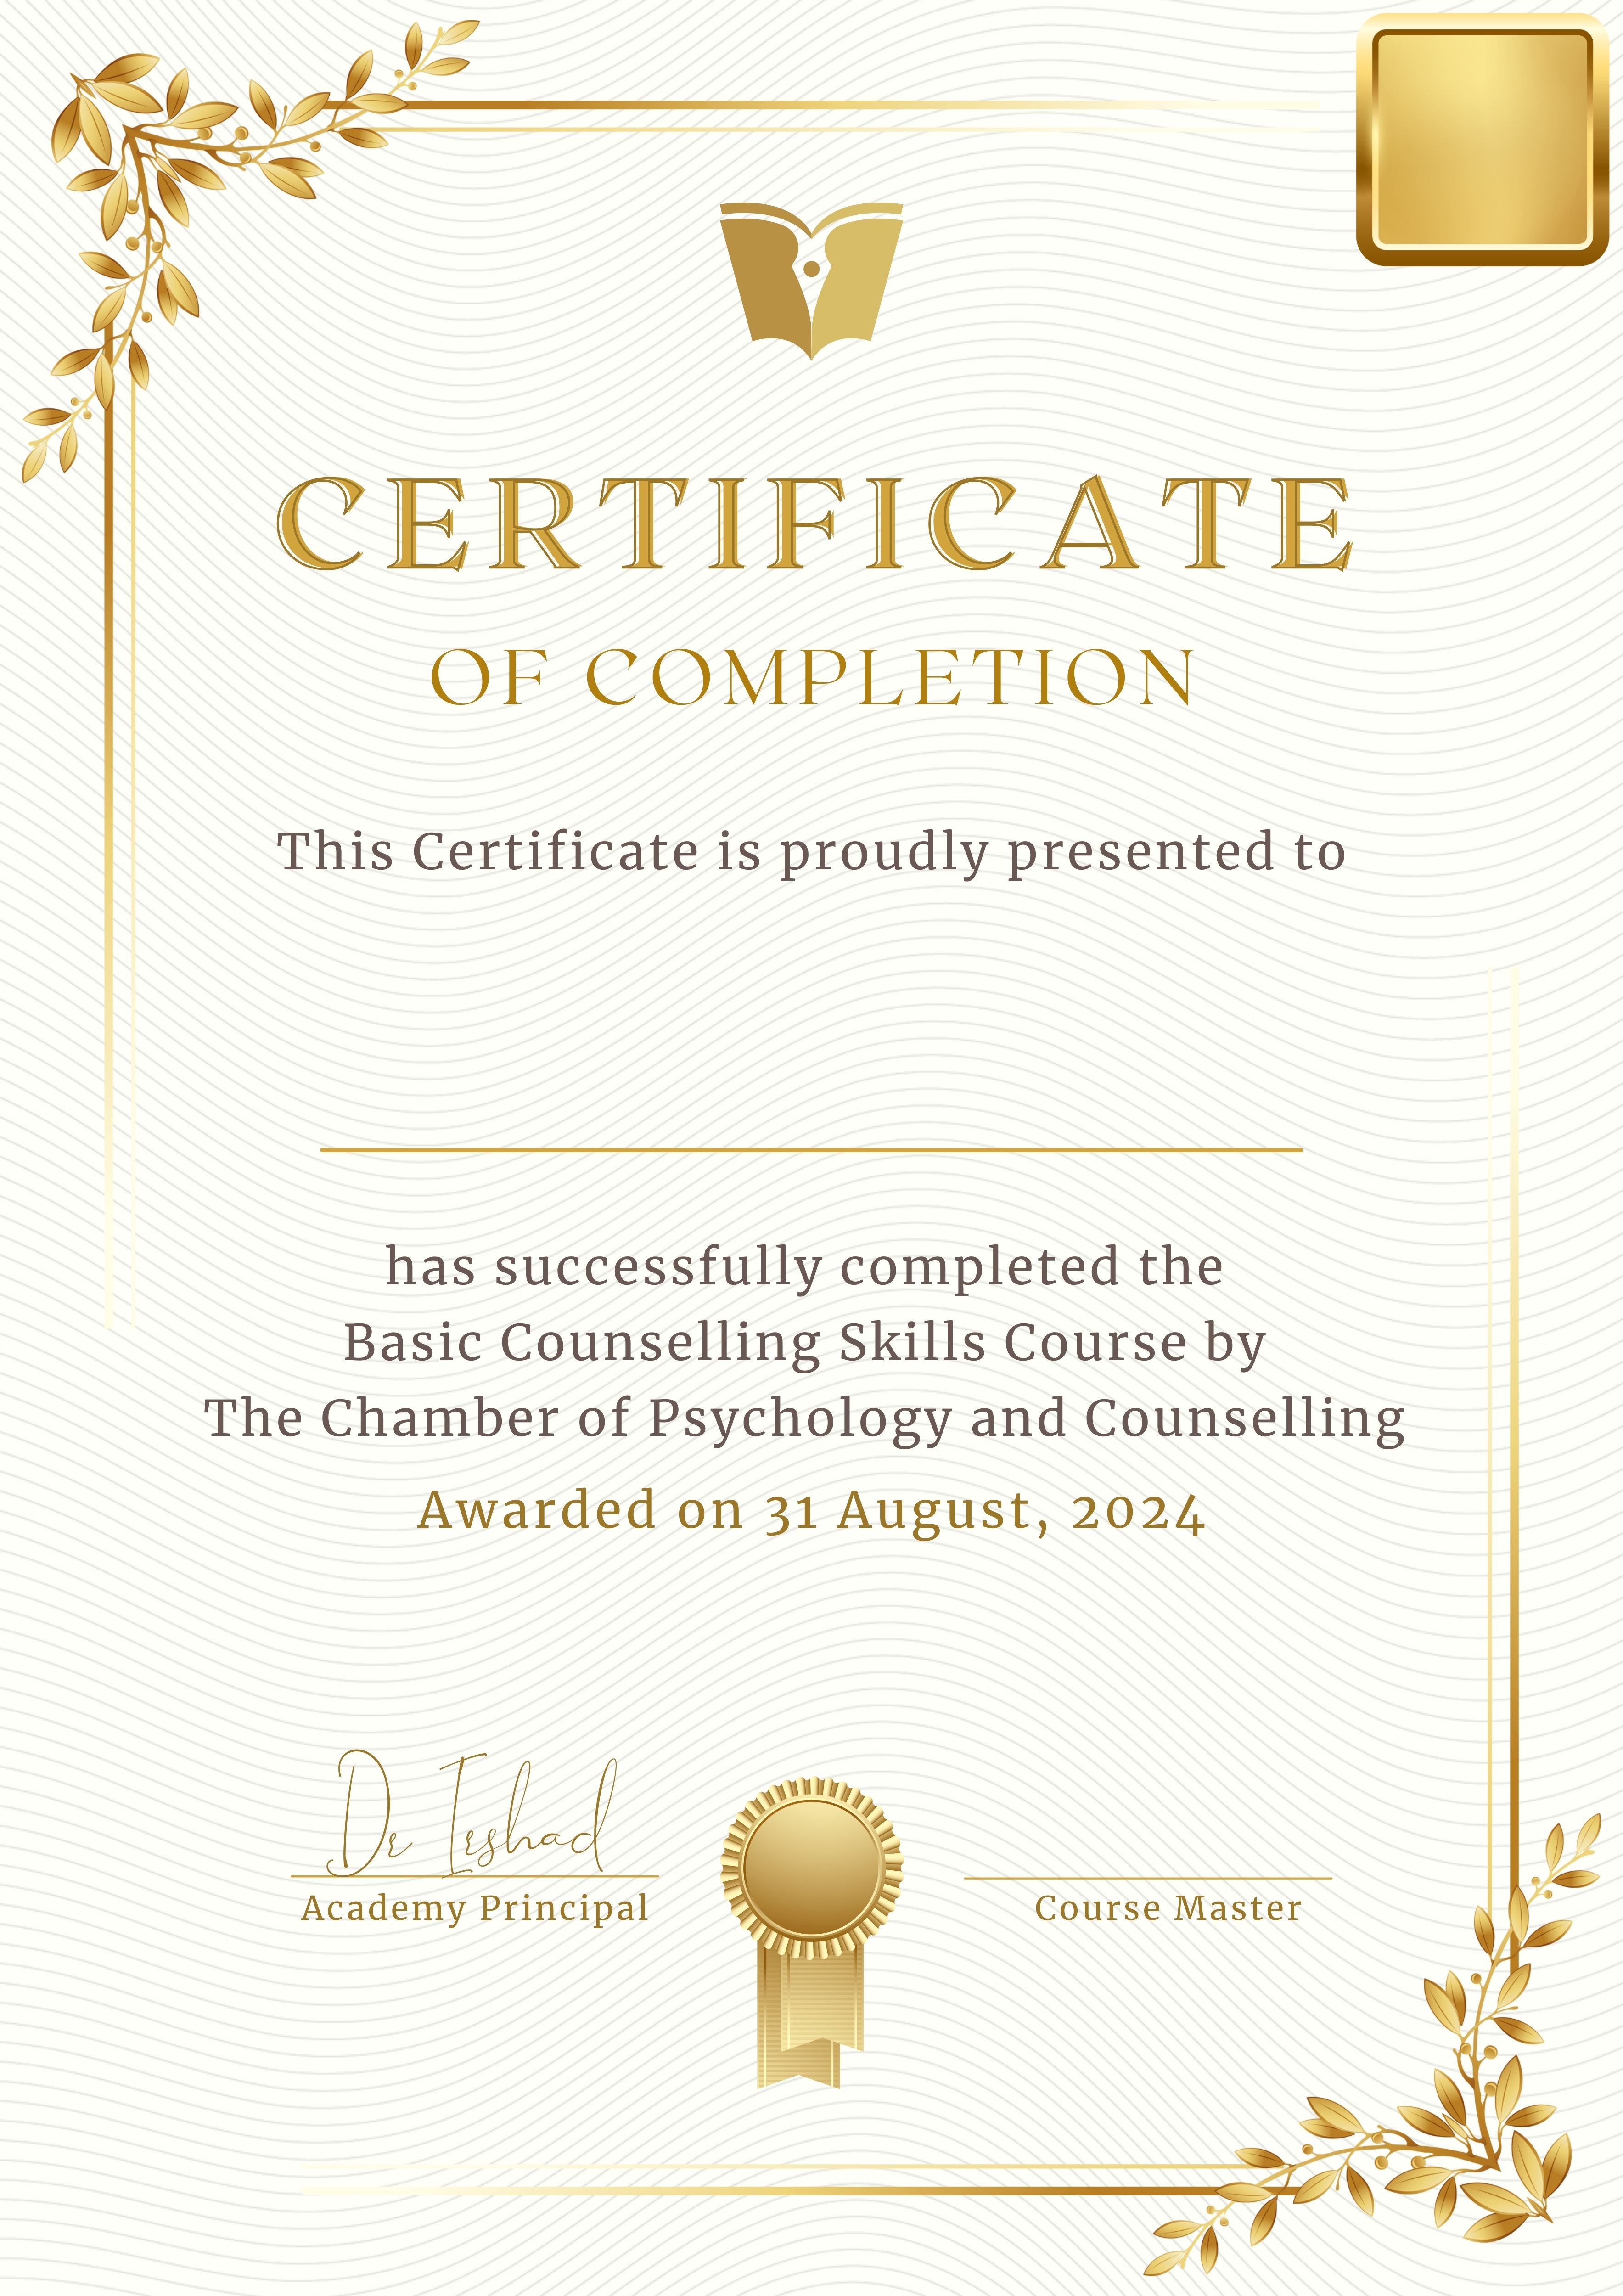 CERTIFICATE
OF COMPLETION
This Certificate is proudly presented to
has successfully completed the
Basic Counselling Skills Course by
The Chamber of Psychology and Counselling
Awarded on 31 August, 2024
Dr Irshad
Academy Principal
Course Master